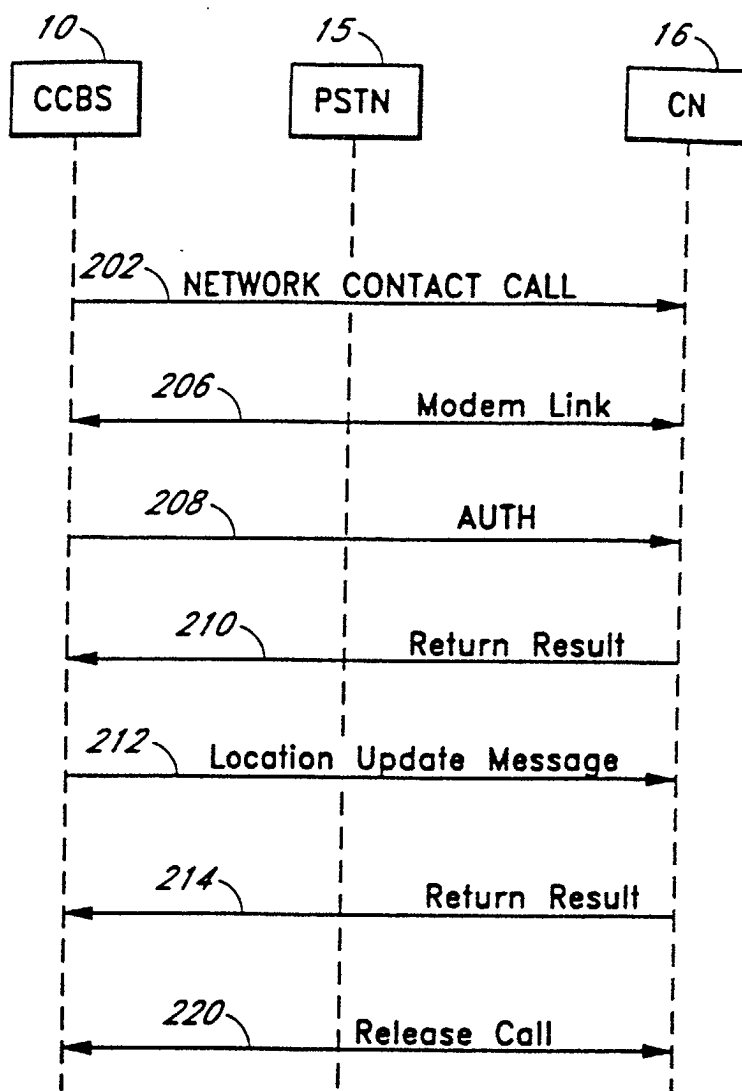 10 15 16
CCBS PSTN CN
202 NETWORK CONTACT CALL
206 Modem Link
208 AUTH
210 Return Result
212 Location Update Message
214 Return Result
220 Release Call